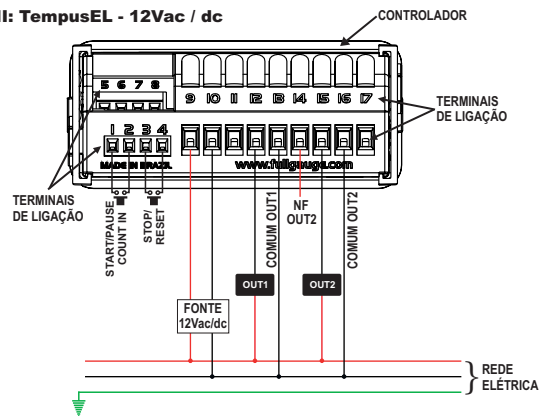 ll: TempusEL - 12Vac / dc
CONTROLADOR
5 6 7 8
9 10 11 12 13 14 15 16 17
TERMINAIS
DE LIGAÇÃO
1 2 3 4
MADE IN BRAZIL
www.fullgauge.com
TERMINAIS
DE LIGAÇÃO
START/PAUSE
COUNT IN
STOP/
RESET
COMUM OUT1
NF
OUT2
COMUM OUT2
OUT1
OUT2
FONTE
12Vac/dc
REDE
ELÉTRICA